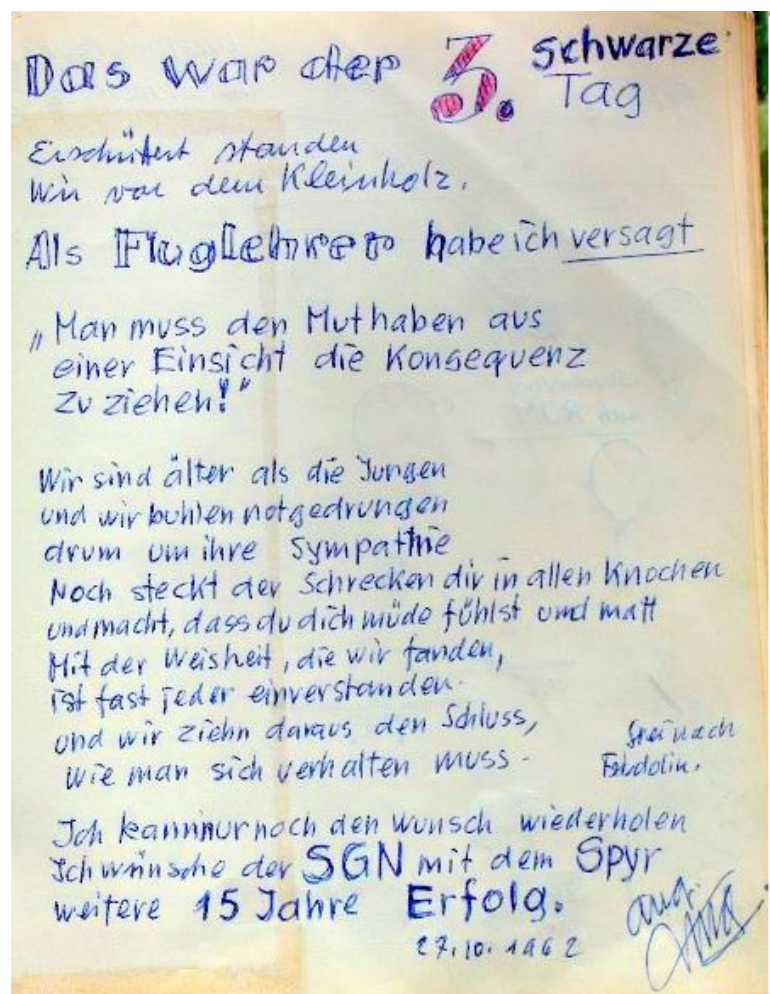 Das war der 3. schwarze
Tag
Erschüttert standen
Wir vor dem Kleinholz.
Als Fluglehrer habe ich versagt
„Man muss den Mut haben aus
einer Einsicht die Konsequenz
zu ziehen!"
Wir sind älter als die Jungen
und wir buhlen notgedrungen
drum um ihre Sympathie
Noch steckt der Schrecken dir in allen Knochen
und macht, dass du dich müde fühlst und matt
Mit der Weisheit, die wir fanden,
ist fast jeder einverstanden.
und wir ziehn daraus den Schluss,
wie man sich verhalten muss.
frei nach
Fridolin.
Ich kann nur noch den Wunsch wiederholen
Ich wünsche der SGN mit dem Spyr
weitere 15 Jahre Erfolg.
27.10.1962